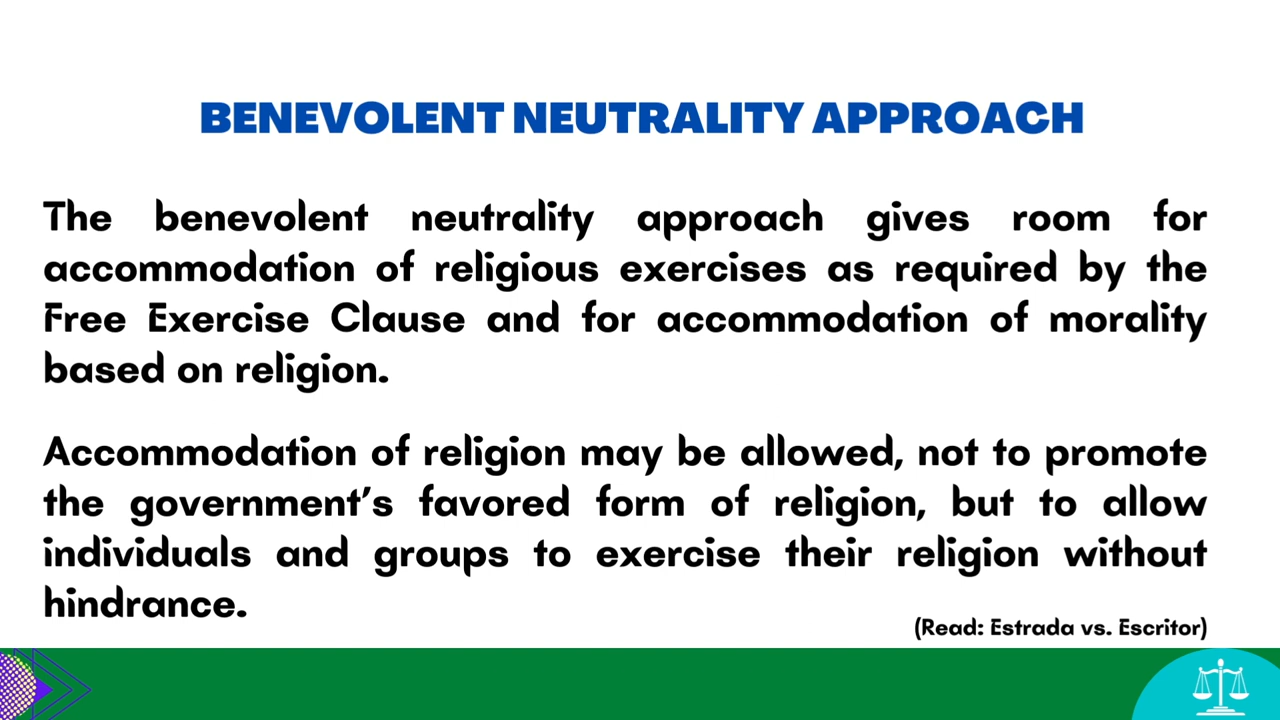 BENEVOLENT NEUTRALITY APPROACH
The benevolent neutrality approach gives room for
accommodation of religious exercises as required by the
Free Exercise Clause and for accommodation of morality
based on religion.
Accommodation of religion may be allowed, not to promote
the government’s favored form of religion, but to allow
individuals and groups to exercise their religion without
hindrance.
(Read: Estrada vs. Escritor)